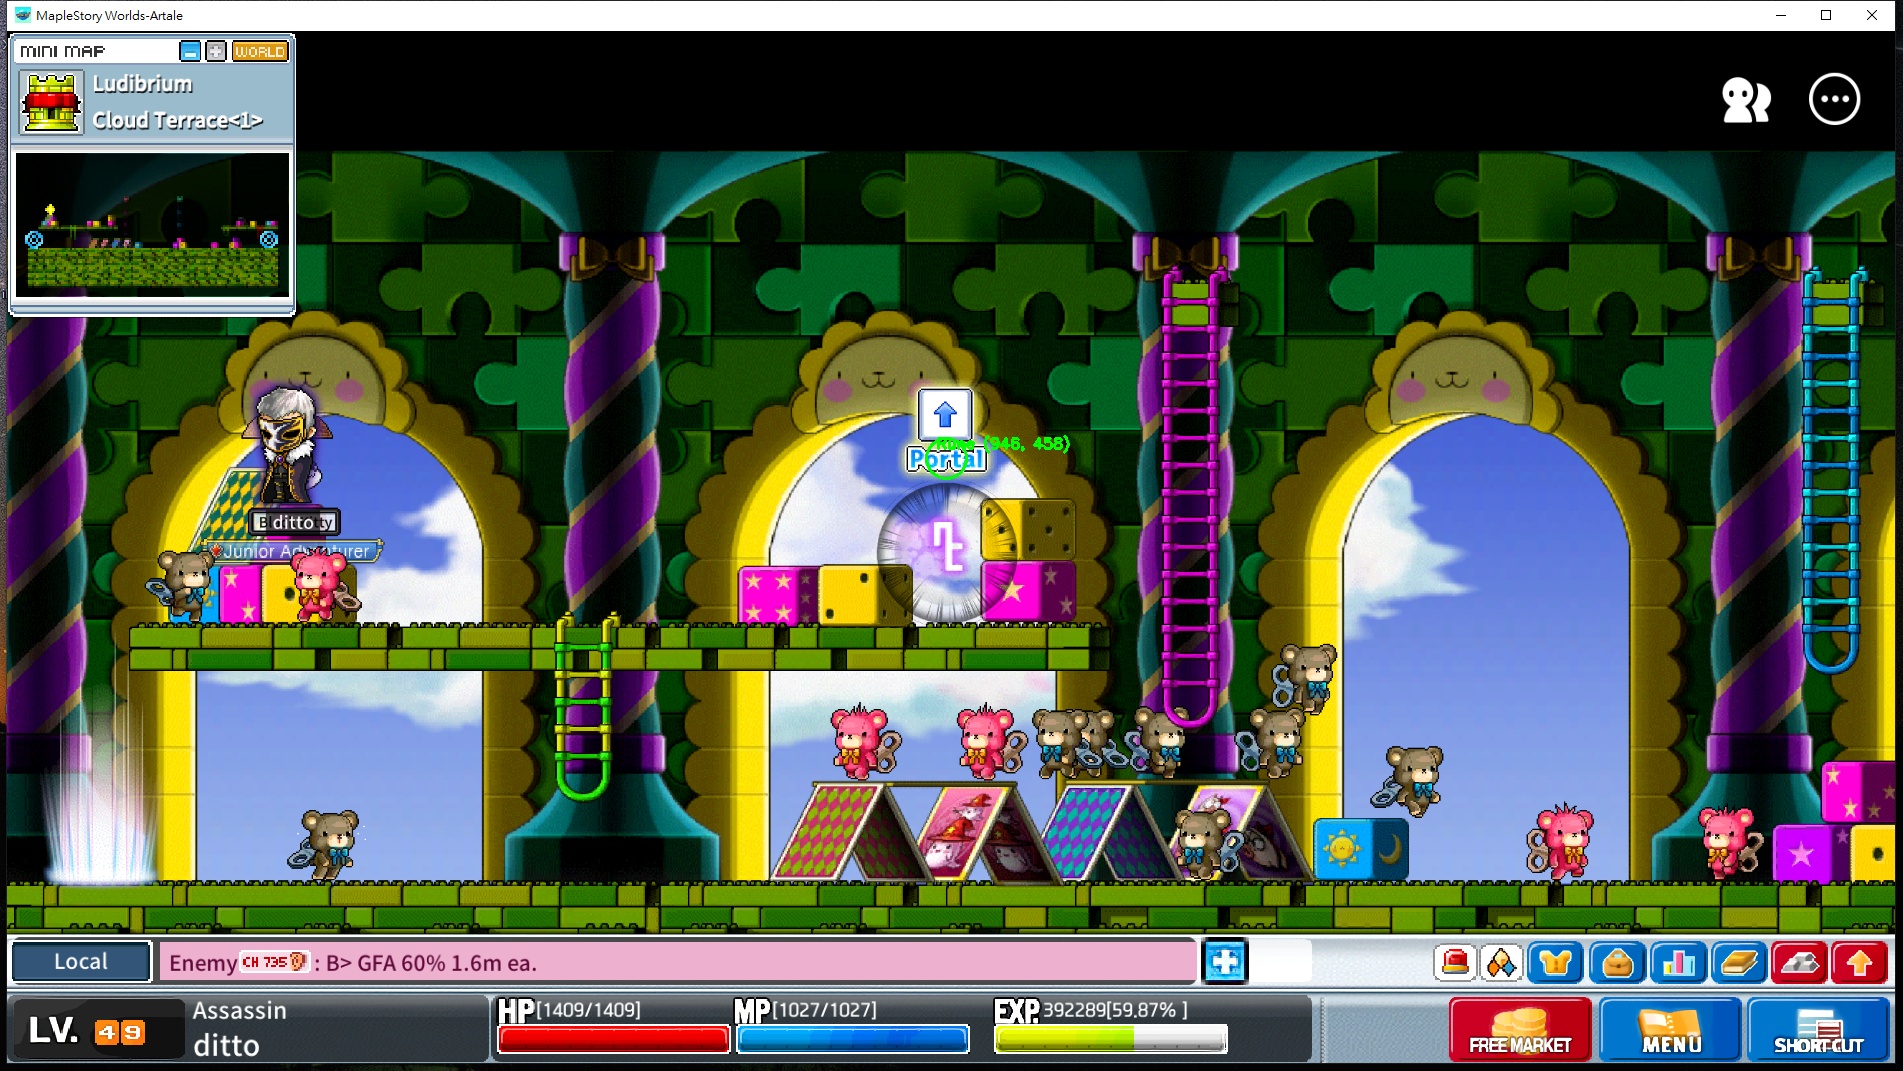 MapleStory Worlds-Artale
MINI MAP
WORLD
Ludibrium
Cloud Terrace<1>
(946, 458)
Portal
ditto
Junior Adventurer
Local
Enemy CH 735 : B> GFA 60% 1.6m ea.
LV. 49
Assassin
ditto
HP[1409/1409]
MP[1027/1027]
EXP. 392289[59.87% ]
FREE MARKET
MENU
SHORTCUT